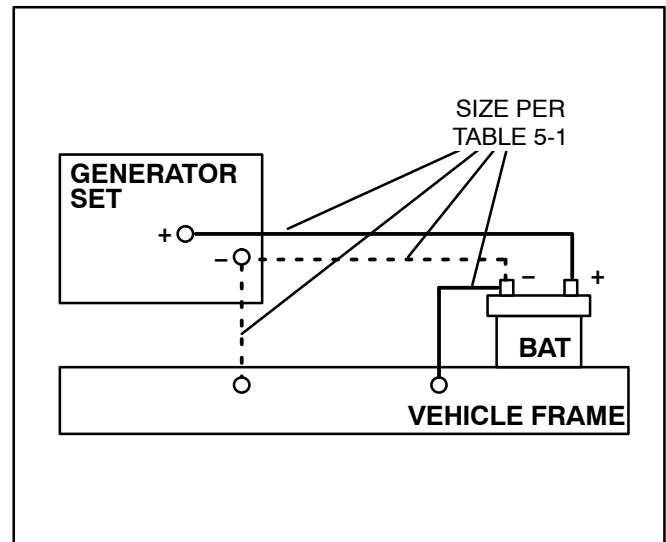 SIZE PER
TABLE 5-1
GENERATOR
SET
+
–
– +
BAT
VEHICLE FRAME